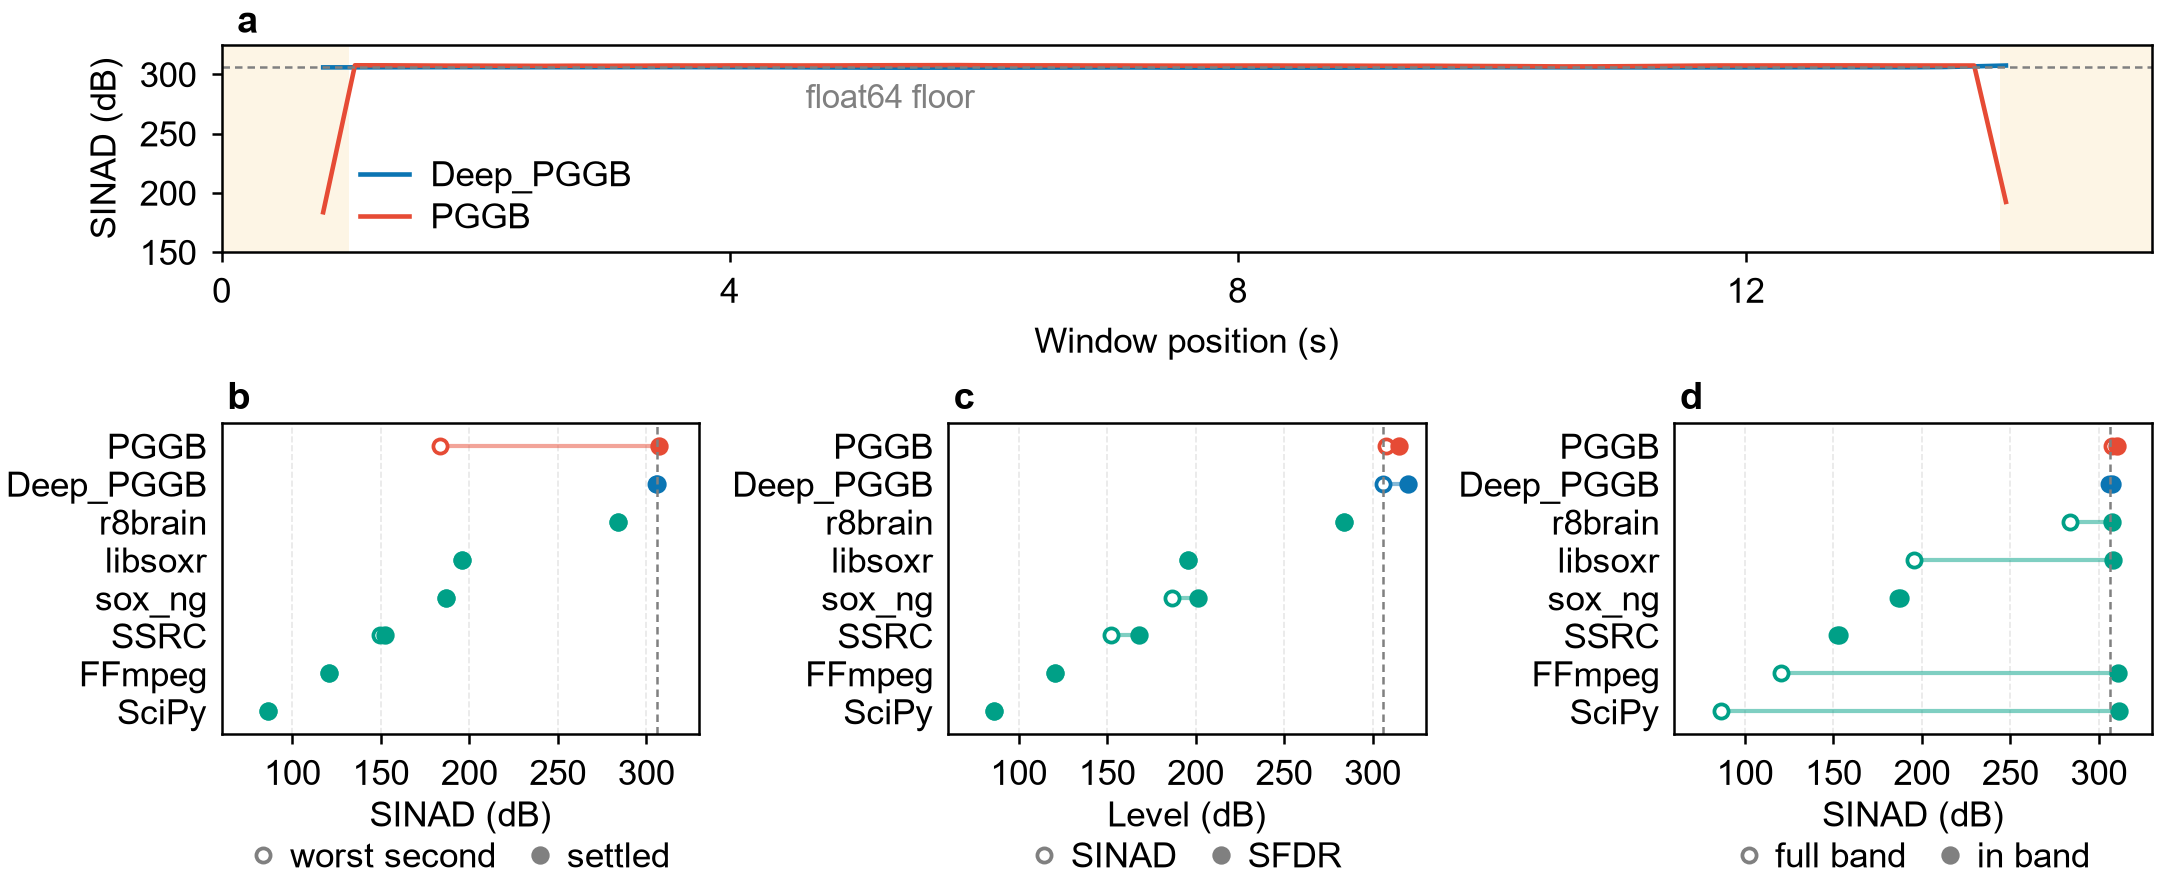 a
SINAD (dB)
300
250
200
150
float64 floor
Deep_PGGB
PGGB
0
4
8
12
Window position (s)
b
PGGB
Deep_PGGB
r8brain
libsoxr
sox_ng
SSRC
FFmpeg
SciPy
100 150 200 250 300
SINAD (dB)
worst second settled
c
PGGB
Deep_PGGB
r8brain
libsoxr
sox_ng
SSRC
FFmpeg
SciPy
100 150 200 250 300
Level (dB)
SINAD SFDR
d
PGGB
Deep_PGGB
r8brain
libsoxr
sox_ng
SSRC
FFmpeg
SciPy
100 150 200 250 300
SINAD (dB)
full band in band